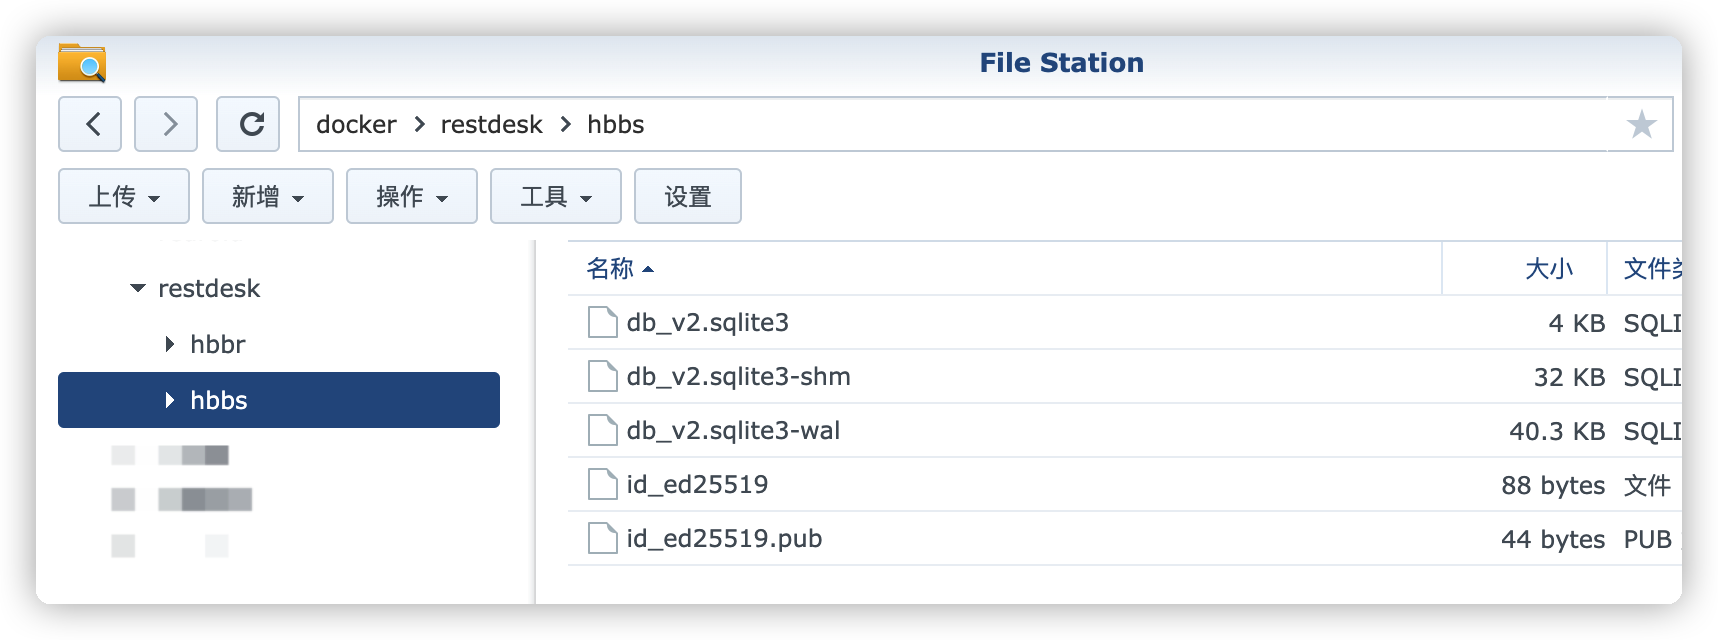 File Station
docker > restdesk > hbbs
上传 新增 操作 工具 设置
restdesk
hbbr
hbbs
名称 大小 文件
db_v2.sqlite3 4 KB SQLI
db_v2.sqlite3-shm 32 KB SQLI
db_v2.sqlite3-wal 40.3 KB SQLI
id_ed25519 88 bytes 文件
id_ed25519.pub 44 bytes PUB